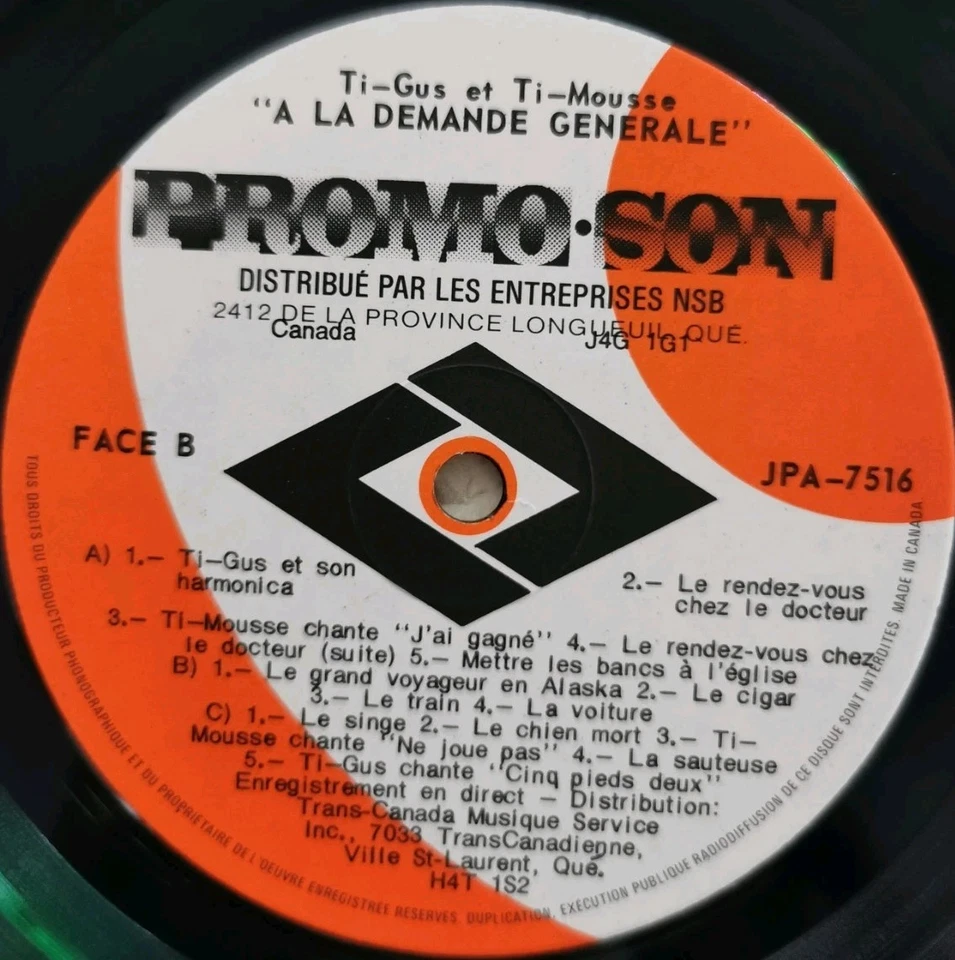 Ti-Gus et Ti-Mousse
"A LA DEMANDE GENERALE"
PROMO·SON
DISTRIBUÉ PAR LES ENTREPRISES NSB
2412 DE LA PROVINCE LONGUEUIL, QUÉ.
Canada J4G 1G1
FACE B
JPA-7516
A) 1.- Ti-Gus et son
harmonica
2.- Le rendez-vous
chez le docteur
3.- Ti-Mousse chante "J'ai gagné" 4.- Le rendez-vous chez
le docteur (suite) 5.- Mettre les bancs à l'église
B) 1.- Le grand voyageur en Alaska 2.- Le cigar
3.- Le train 4.- La voiture
C) 1.- Le singe 2.- Le chien mort 3.- Ti-
Mousse chante "Ne joue pas" 4.- La sauteuse
5.- Ti-Gus chante "Cinq pieds deux"
Enregistrement en direct - Distribution:
Trans-Canada Musique Service
Inc., 7033 TransCanadienne,
Ville St-Laurent, Qué.
H4T 1S2
TOUS DROITS DU PRODUCTEUR PHONOGRAPHIQUE ET DU PROPRIETAIRE DE L'OEUVRE ENREGISTREE RESERVES. DUPLICATION, EXECUTION PUBLIQUE RADIODIFFUSION DE CE DISQUE SONT INTERDITES. MADE IN CANADA